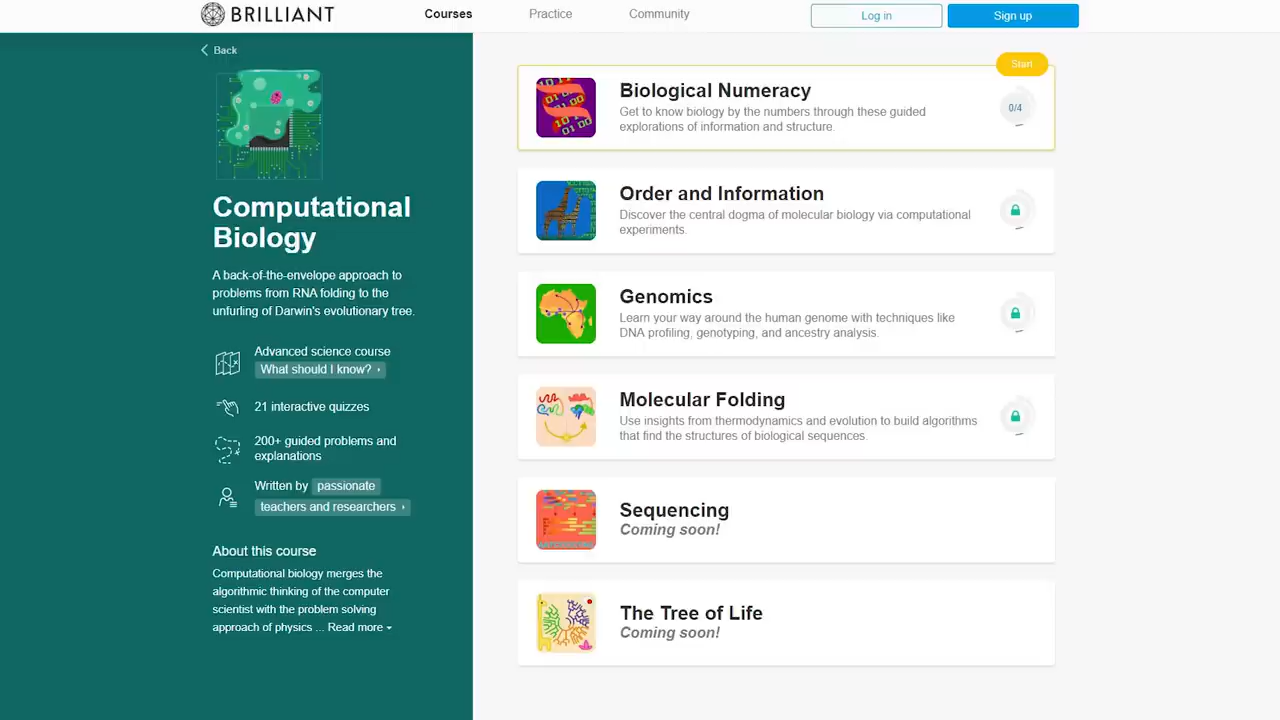 BRILLIANT
Courses
Practice
Community
Log in
Sign up
Back
Computational
Biology
A back-of-the-envelope approach to
problems from RNA folding to the
unfurling of Darwin's evolutionary tree.
Advanced science course
What should I know? ›
21 interactive quizzes
200+ guided problems and
explanations
Written by passionate
teachers and researchers ›
About this course
Computational biology merges the
algorithmic thinking of the computer
scientist with the problem solving
approach of physics ... Read more
Start
Biological Numeracy
Get to know biology by the numbers through these guided
explorations of information and structure.
0/4
Order and Information
Discover the central dogma of molecular biology via computational
experiments.
Genomics
Learn your way around the human genome with techniques like
DNA profiling, genotyping, and ancestry analysis.
Molecular Folding
Use insights from thermodynamics and evolution to build algorithms
that find the structures of biological sequences.
Sequencing
Coming soon!
The Tree of Life
Coming soon!